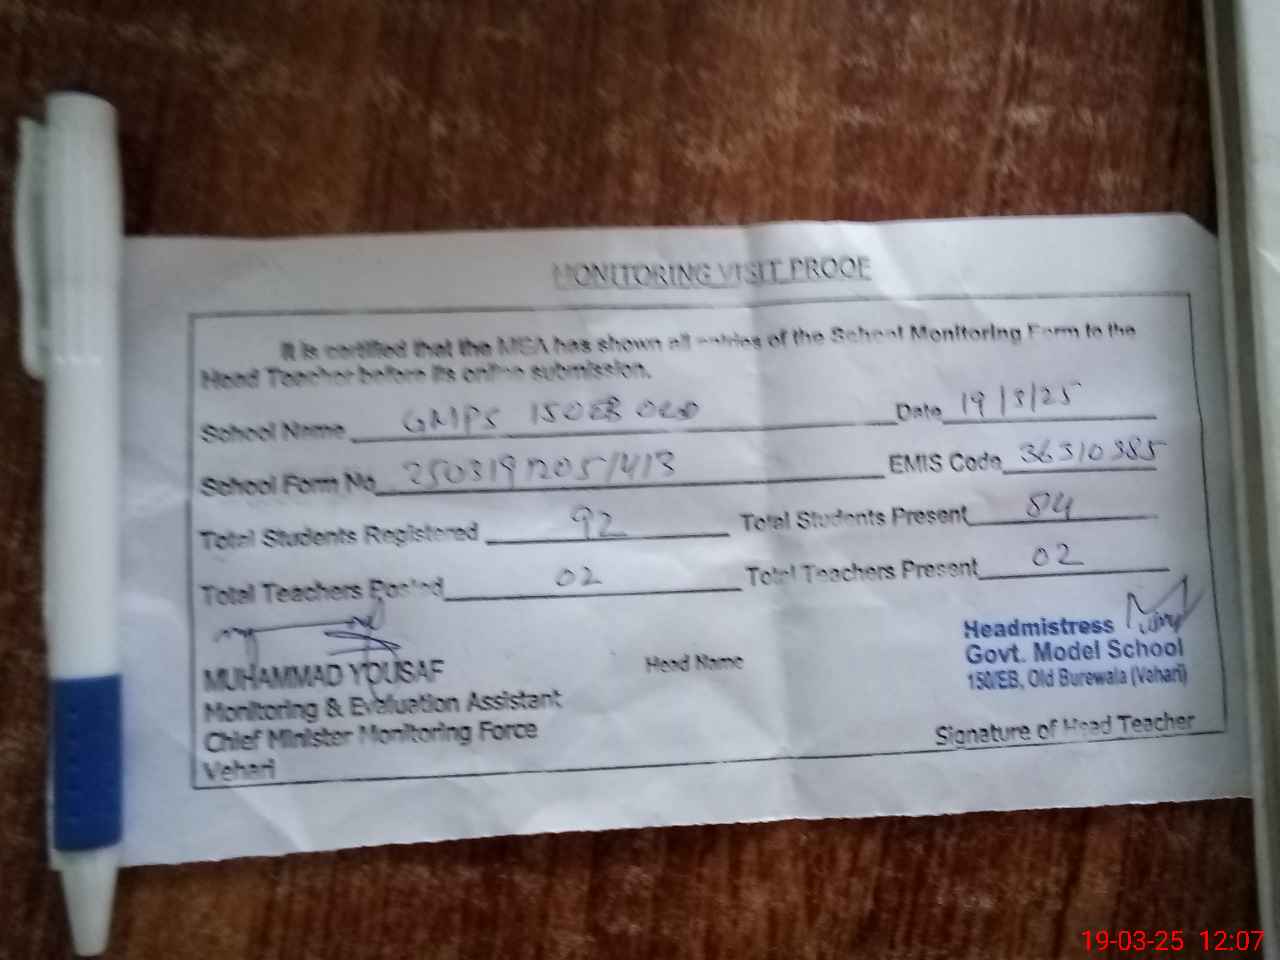 MONITORING VISIT PROOF
It is certified that the MEA has shown all entries of the School Monitoring Form to the
Head Teacher before its online submission.
School Name GMPS 150EB OLD Date 19/3/25
School Form No. EMIS Code 36310385
Total Students Registered 92 Total Students Present 84
Total Teachers Posted 02 Total Teachers Present 02
MUHAMMAD YOUSAF
Monitoring & Evaluation Assistant
Chief Minister Monitoring Force
Vehari
Head Name
Headmistress
Govt. Model School
150/EB, Old Burewala (Vehari)
Signature of Head Teacher
19-03-25 12:07